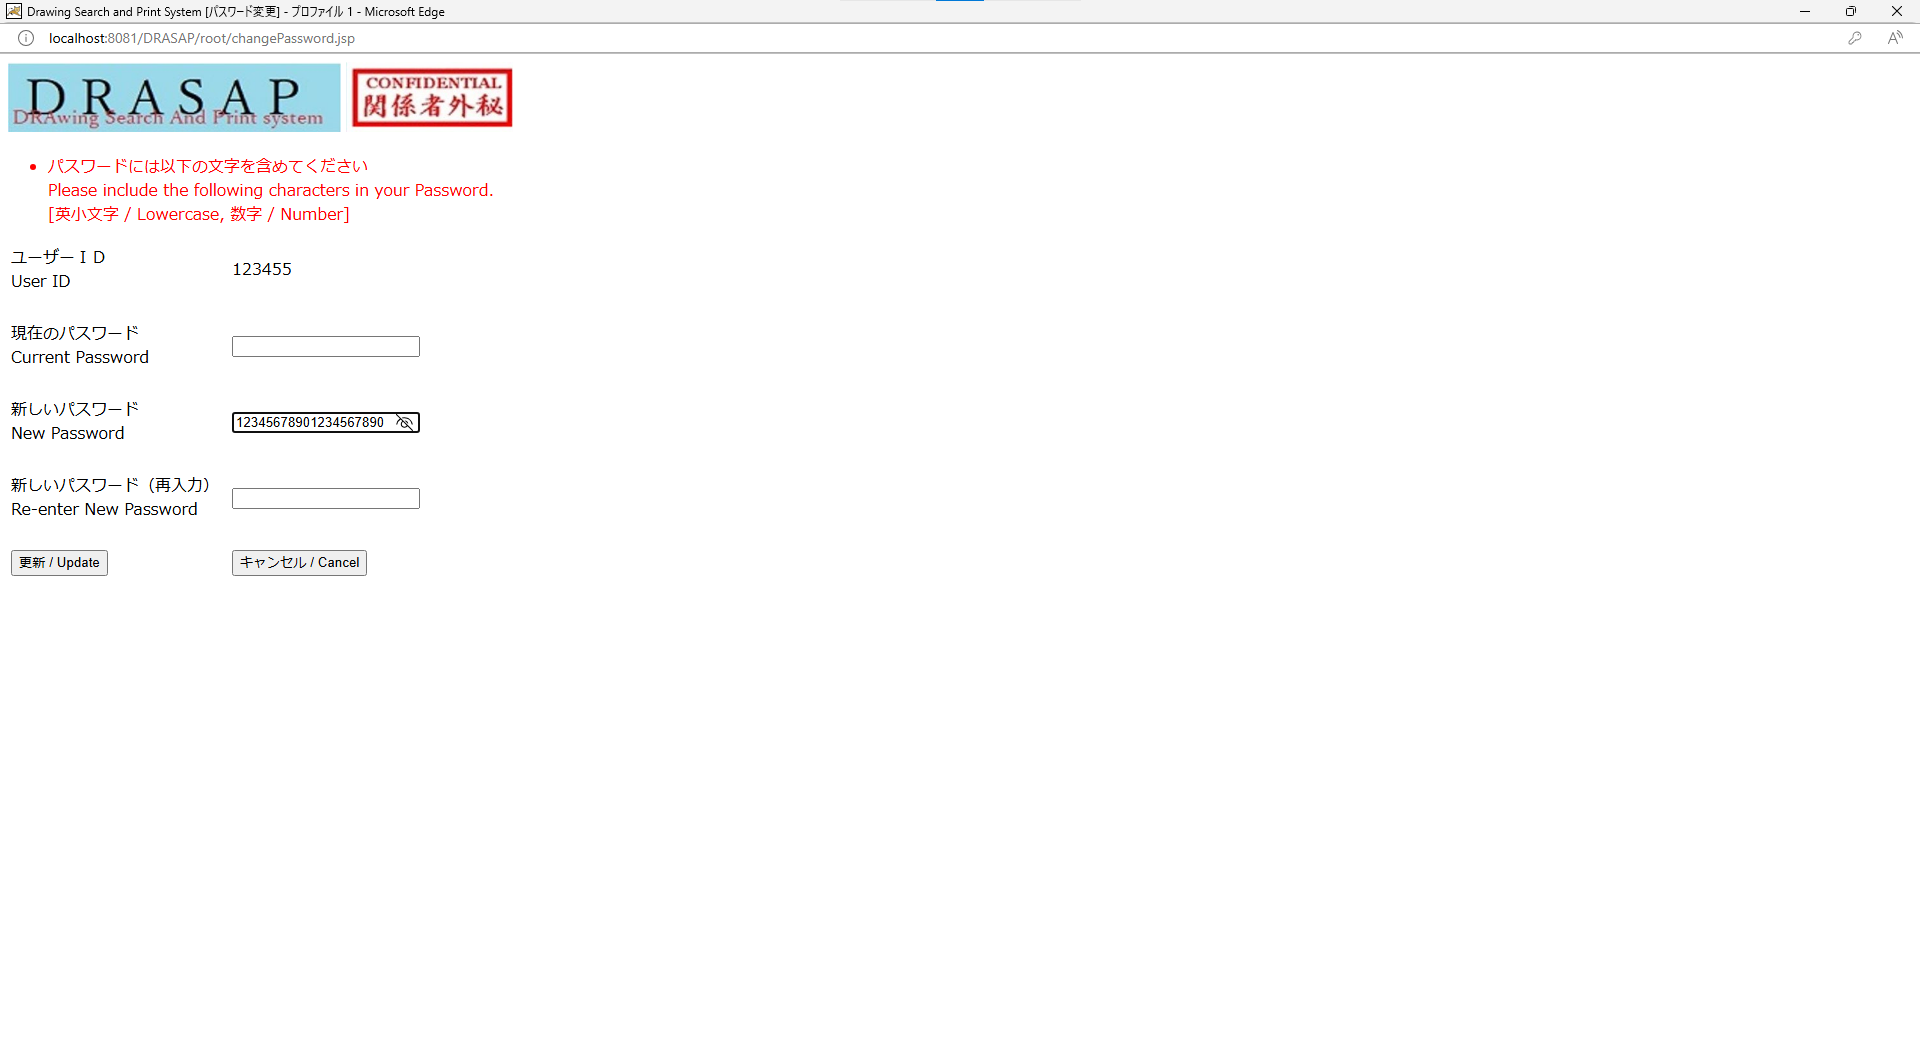 Drawing Search and Print System [パスワード変更] - プロファイル 1 - Microsoft Edge
localhost:8081/DRASAP/root/changePassword.jsp
DRASAP
DRAwing Search And Print system
CONFIDENTIAL
関係者外秘
パスワードには以下の文字を含めてください
Please include the following characters in your Password.
[英小文字 / Lowercase, 数字 / Number]
ユーザーＩＤ
User ID
123455
現在のパスワード
Current Password
新しいパスワード
New Password
12345678901234567890
新しいパスワード（再入力）
Re-enter New Password
更新 / Update
キャンセル / Cancel